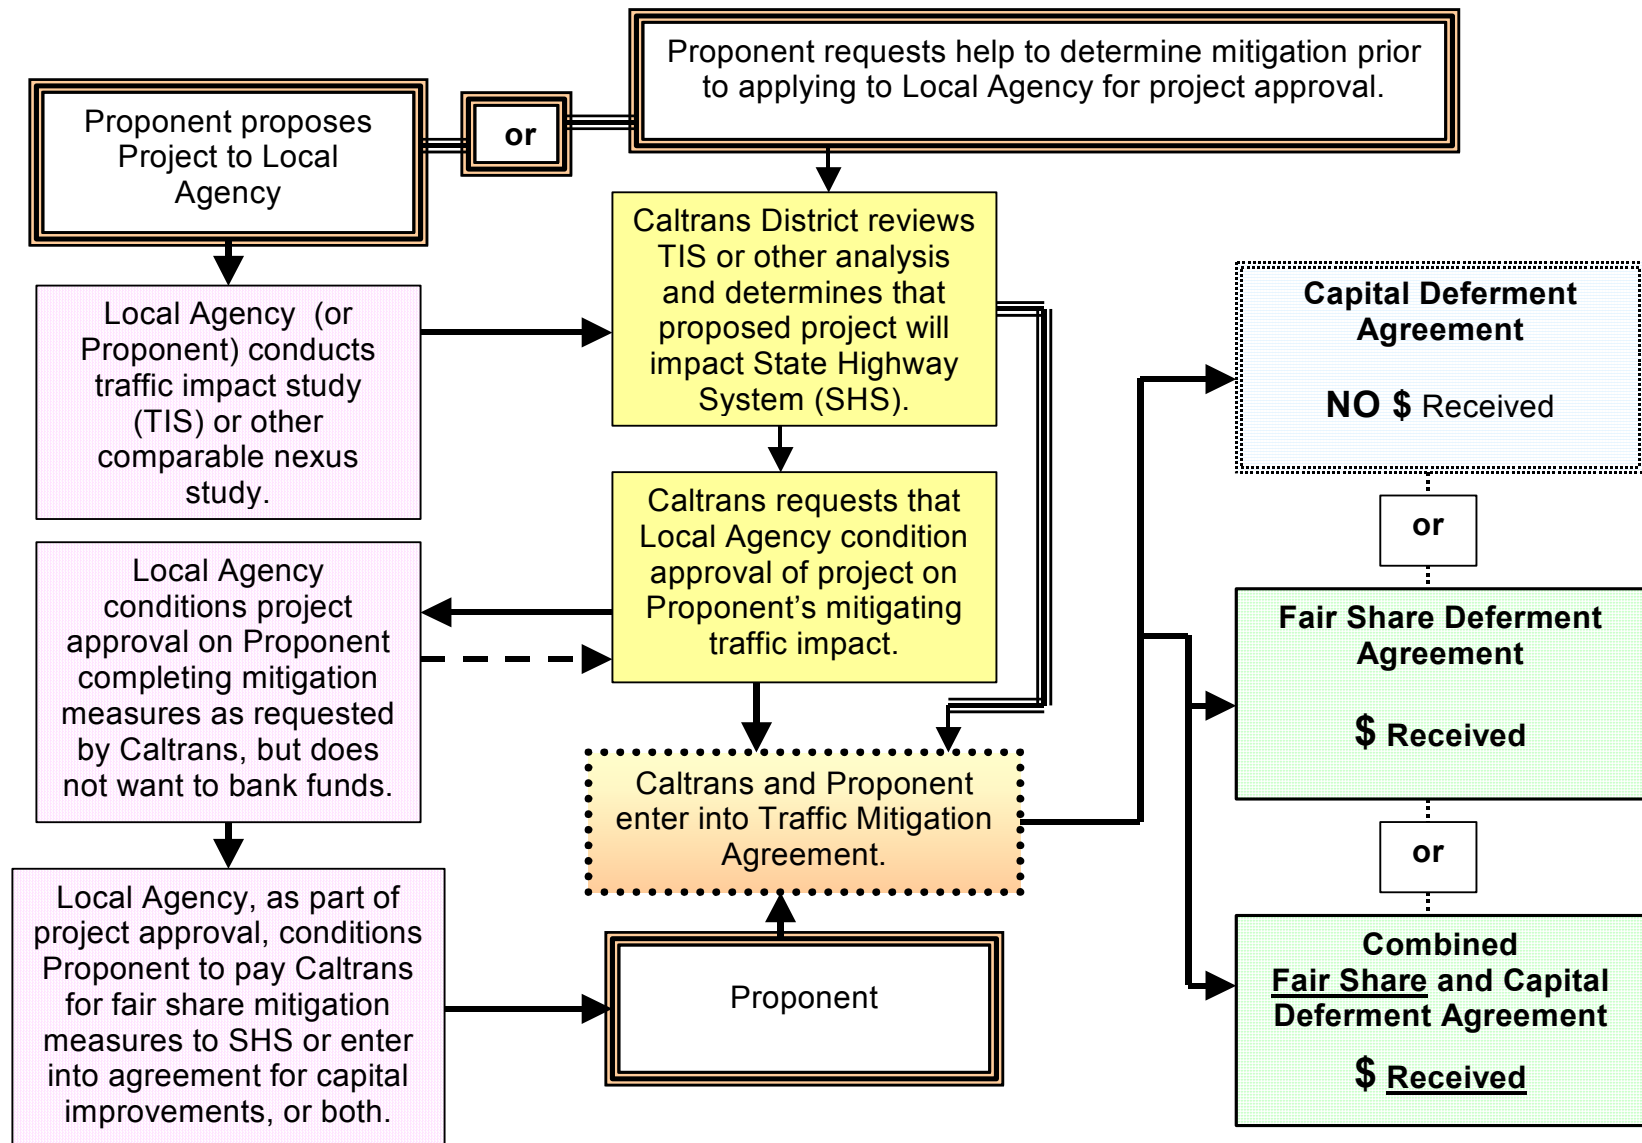 Proponent requests help to determine mitigation prior
to applying to Local Agency for project approval.
Proponent proposes
Project to Local
Agency
or
Local Agency (or
Proponent) conducts
traffic impact study
(TIS) or other
comparable nexus
study.
Caltrans District reviews
TIS or other analysis
and determines that
proposed project will
impact State Highway
System (SHS).
Caltrans requests that
Local Agency condition
approval of project on
Proponent’s mitigating
traffic impact.
Local Agency
conditions project
approval on Proponent
completing mitigation
measures as requested
by Caltrans, but does
not want to bank funds.
Local Agency, as part of
project approval, conditions
Proponent to pay Caltrans
for fair share mitigation
measures to SHS or enter
into agreement for capital
improvements, or both.
Caltrans and Proponent
enter into Traffic Mitigation
Agreement.
Proponent
Capital Deferment
Agreement
NO $ Received
or
Fair Share Deferment
Agreement
$ Received
or
Combined
Fair Share and Capital
Deferment Agreement
$ Received